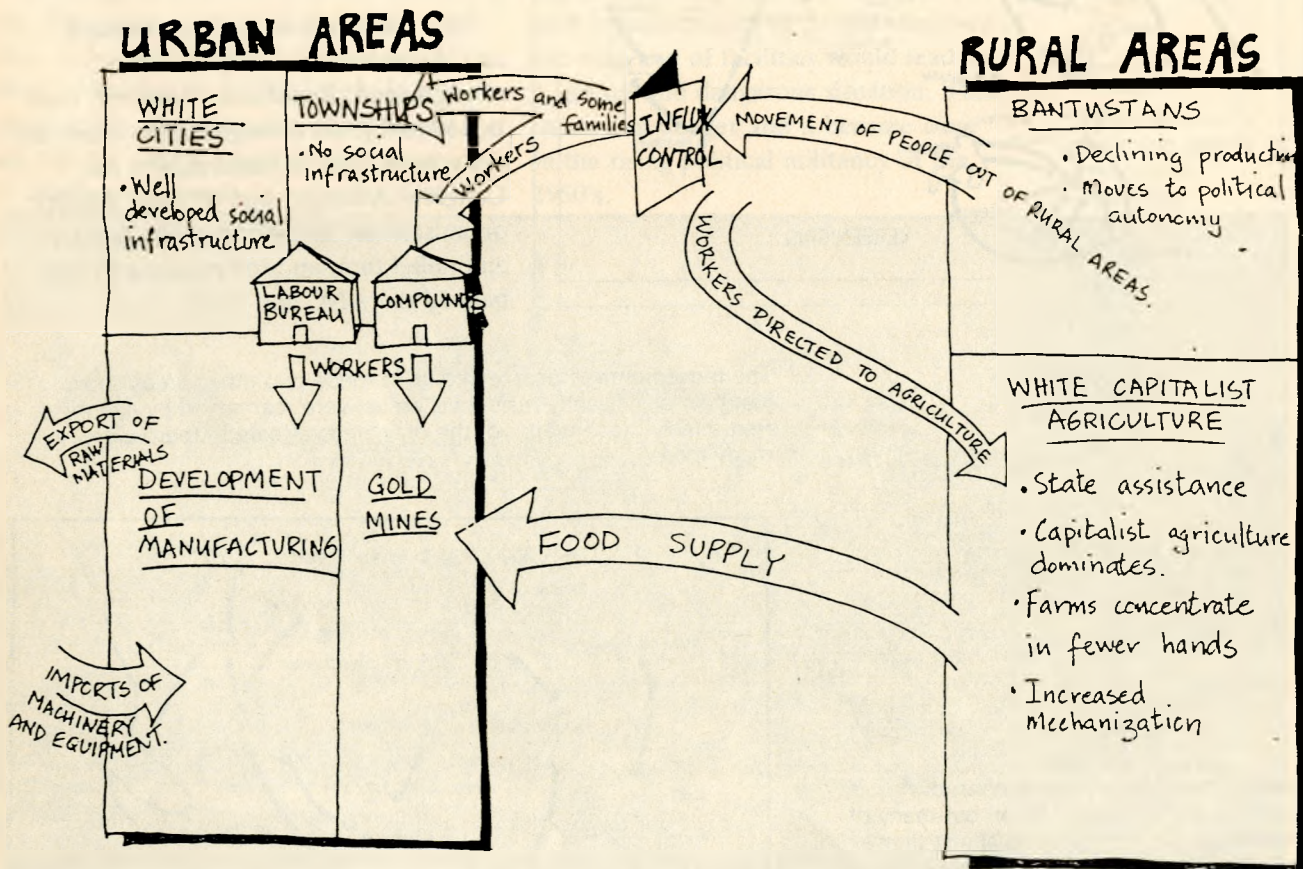 URBAN AREAS
WHITE
CITIES
• Well
developed social
infrastructure
TOWNSHIPS
• No social
infrastructure
Workers and some
families
Workers
INFLUX
CONTROL
MOVEMENT OF PEOPLE OUT OF RURAL AREAS.
WORKERS DIRECTED TO AGRICULTURE
LABOUR
BUREAU
COMPOUNDS
WORKERS
EXPORT OF
RAW
MATERIALS
DEVELOPMENT
OF
MANUFACTURING
GOLD
MINES
FOOD SUPPLY
IMPORTS OF
MACHINERY
AND EQUIPMENT.
RURAL AREAS
BANTUSTANS
• Declining production
• Moves to political
autonomy
WHITE CAPITALIST
AGRICULTURE
• State assistance
• Capitalist agriculture
dominates.
• Farms concentrate
in fewer hands
• Increased
mechanization